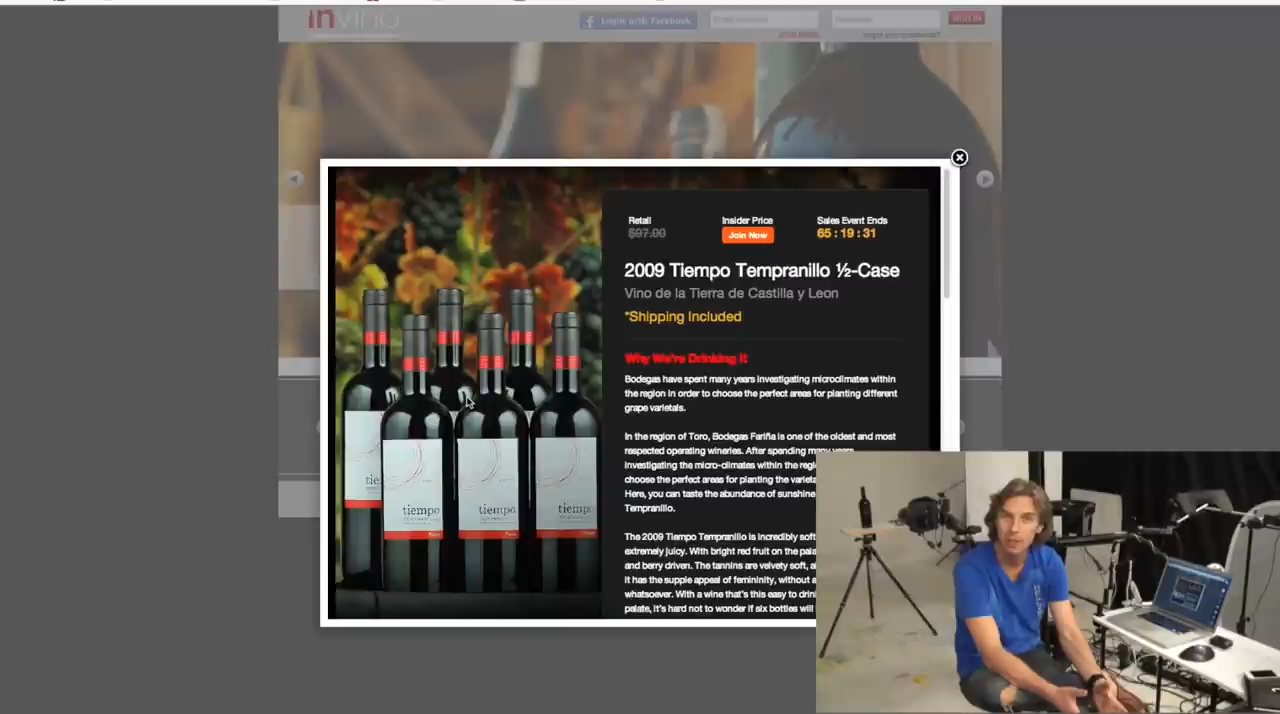 invino
Login with Facebook
SIGN IN
Retail
Insider Price
Sales Event Ends
$97.00
Join Now
65 : 19 : 31
2009 Tiempo Tempranillo ½-Case
Vino de la Tierra de Castilla y Leon
*Shipping Included
Why We're Drinking It
Bodegas have spent many years investigating microclimates within
the region in order to choose the perfect areas for planting different
grape varietals.
In the region of Toro, Bodegas Fariña is one of the oldest and most
respected operating wineries. After spending many years
investigating the micro-climates within the regi
choose the perfect areas for planting the varieta
Here, you can taste the abundance of sunshine
Tempranillo.
The 2009 Tiempo Tempranillo is incredibly soft
extremely juicy. With bright red fruit on the pala
and berry driven. The tannins are velvety soft, a
it has the supple appeal of femininity, without a
whatsoever. With a wine that's this easy to drin
palate, it's hard not to wonder if six bottles will
tie
tiempo
tiempo
tiempo